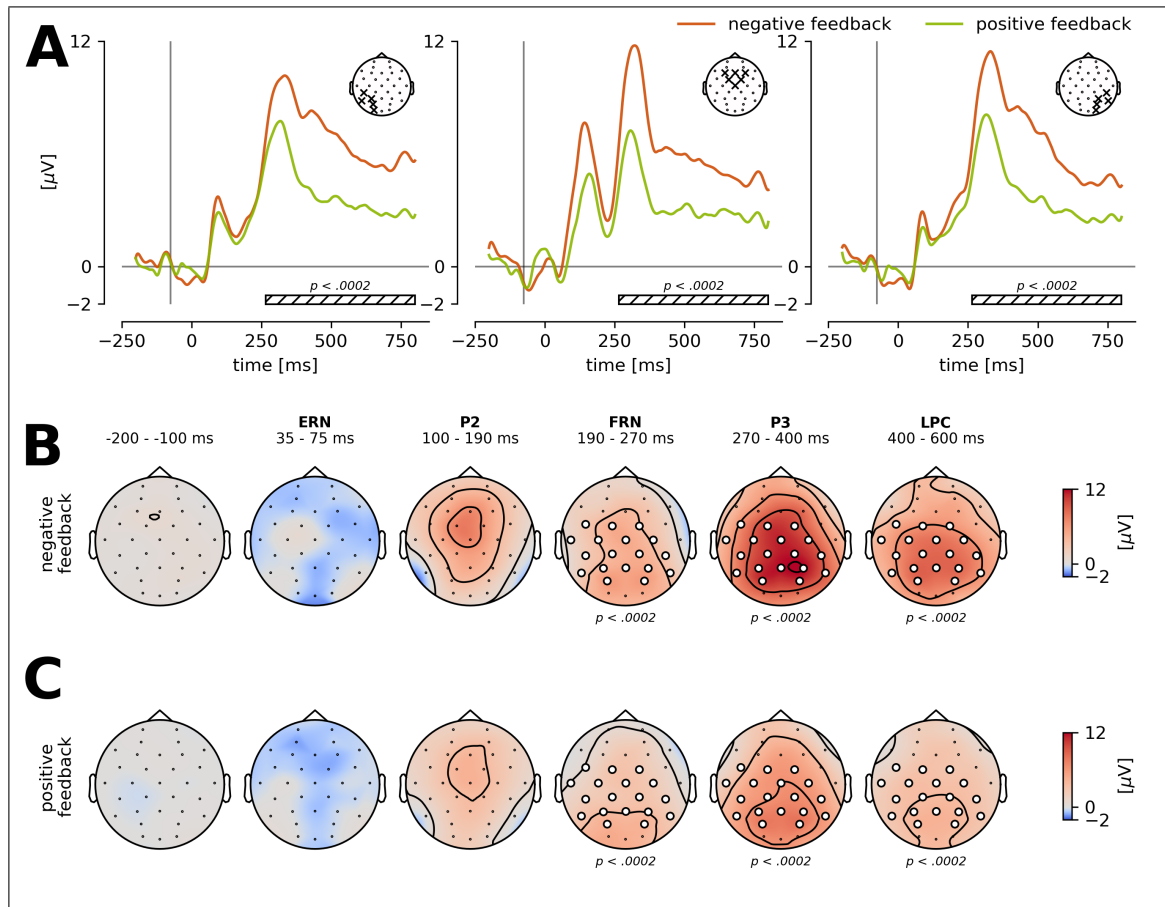 A
negative feedback
positive feedback
12
0
−2
[μV]
p < .0002
−250 0 250 500 750
time [ms]
12
0
−2
p < .0002
−250 0 250 500 750
time [ms]
12
0
−2
p < .0002
−250 0 250 500 750
time [ms]
B
-200 - -100 ms
ERN
35 - 75 ms
P2
100 - 190 ms
FRN
190 - 270 ms
P3
270 - 400 ms
LPC
400 - 600 ms
negative
feedback
p < .0002
p < .0002
p < .0002
12
0
−2
[μV]
C
positive
feedback
p < .0002
p < .0002
p < .0002
12
0
−2
[μV]